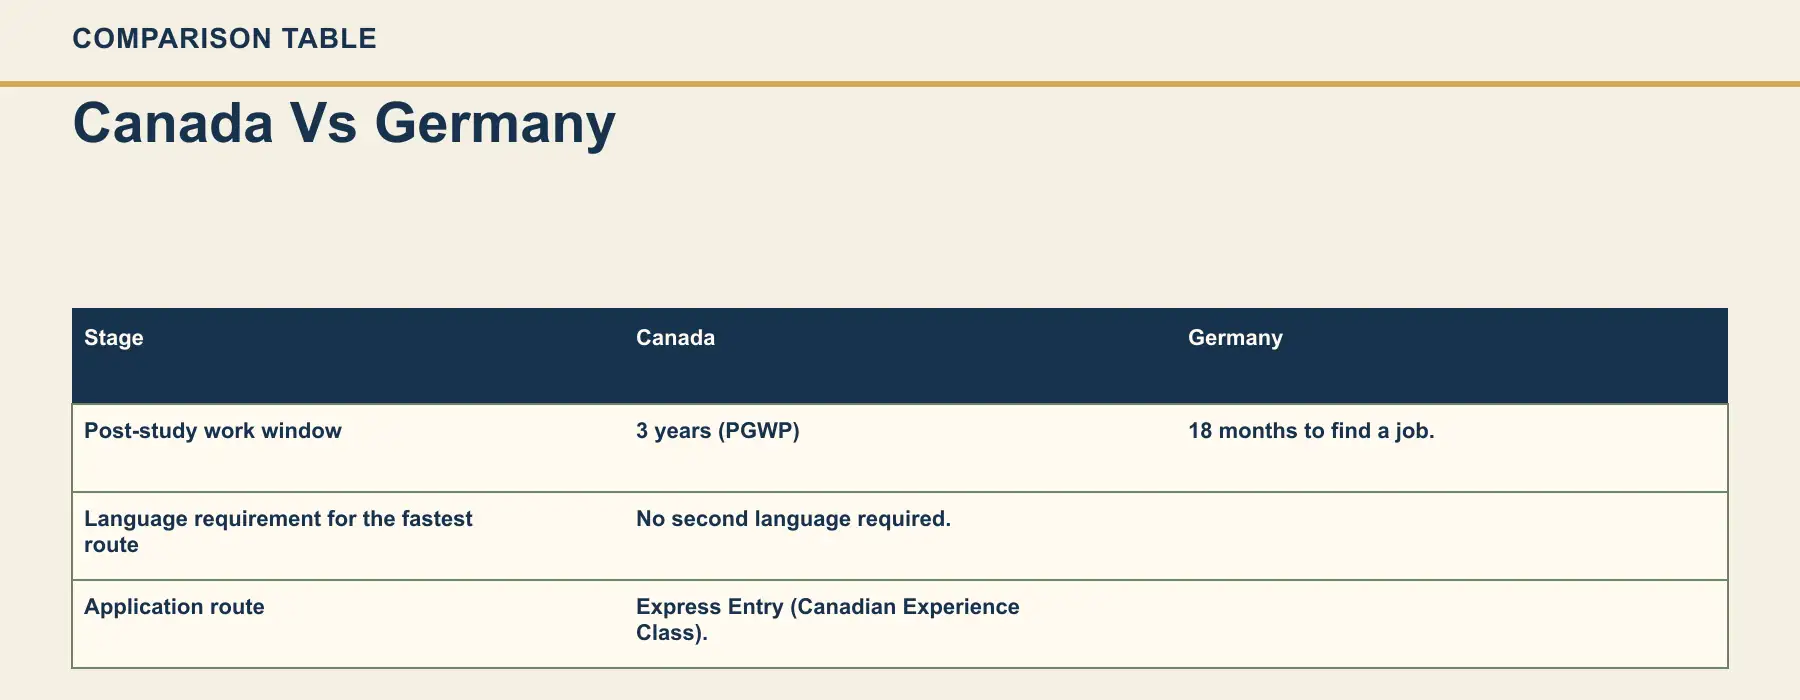 COMPARISON TABLE
Canada Vs Germany
Stage
Canada
Germany
Post-study work window
3 years (PGWP)
18 months to find a job.
Language requirement for the fastest
route
No second language required.
Application route
Express Entry (Canadian Experience
Class).